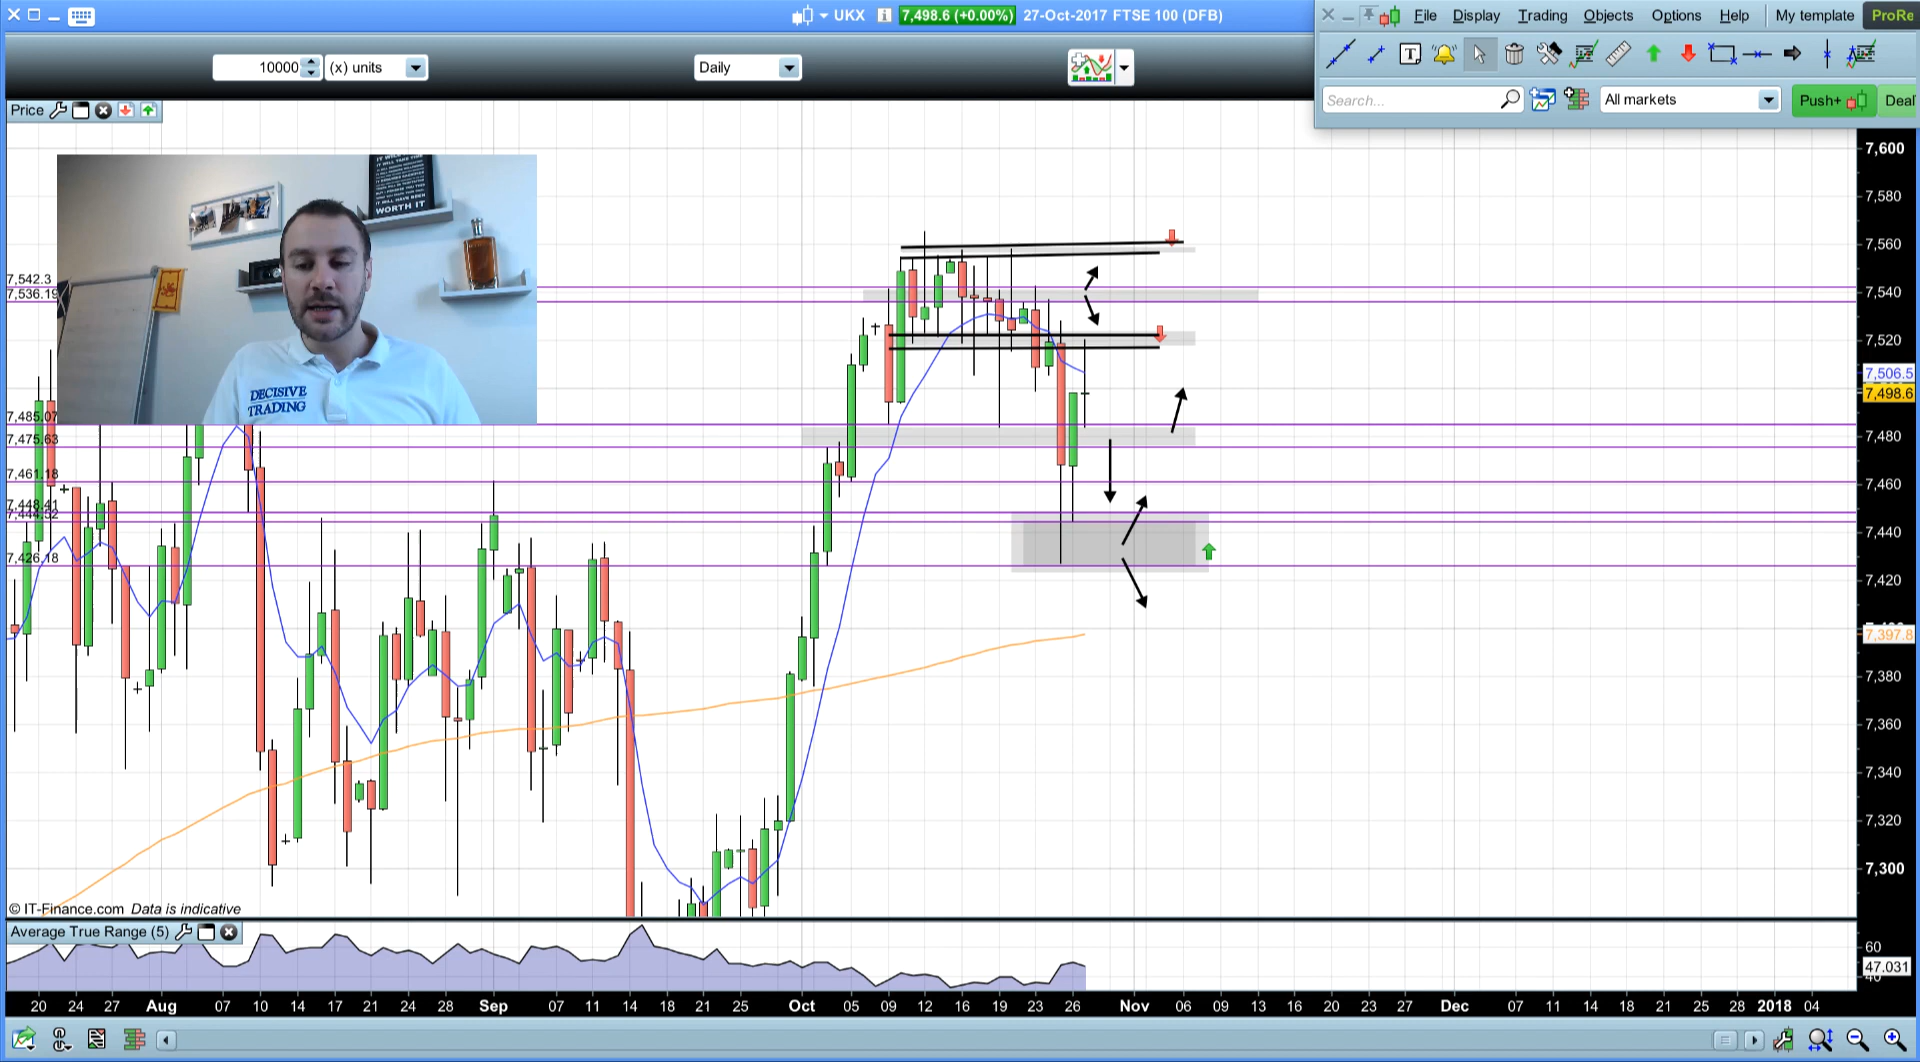 UKX 7,498.6 (+0.00%) 27-Oct-2017 FTSE 100 (DFB)
File Display Trading Objects Options Help My template ProRe
10000 (x) units Daily
Search... All markets Push+ Deal
Price
WORTH IT
DECISIVE
TRADING
7,542.3
7,536.19
7,485.07
7,475.63
7,461.18
7,448.41
7,444.52
7,426.18
7,600
7,580
7,560
7,540
7,520
7,506.5
7,498.6
7,480
7,460
7,440
7,420
7,397.8
7,380
7,360
7,340
7,320
7,300
© IT-Finance.com Data is indicative
Average True Range (5)
60
47.031
20 24 27 Aug 07 10 14 17 21 24 28 Sep 07 11 14 18 21 25 Oct 05 09 12 16 19 23 26 Nov 06 09 13 16 20 23 27 Dec 07 11 14 18 21 25 28 2018 04